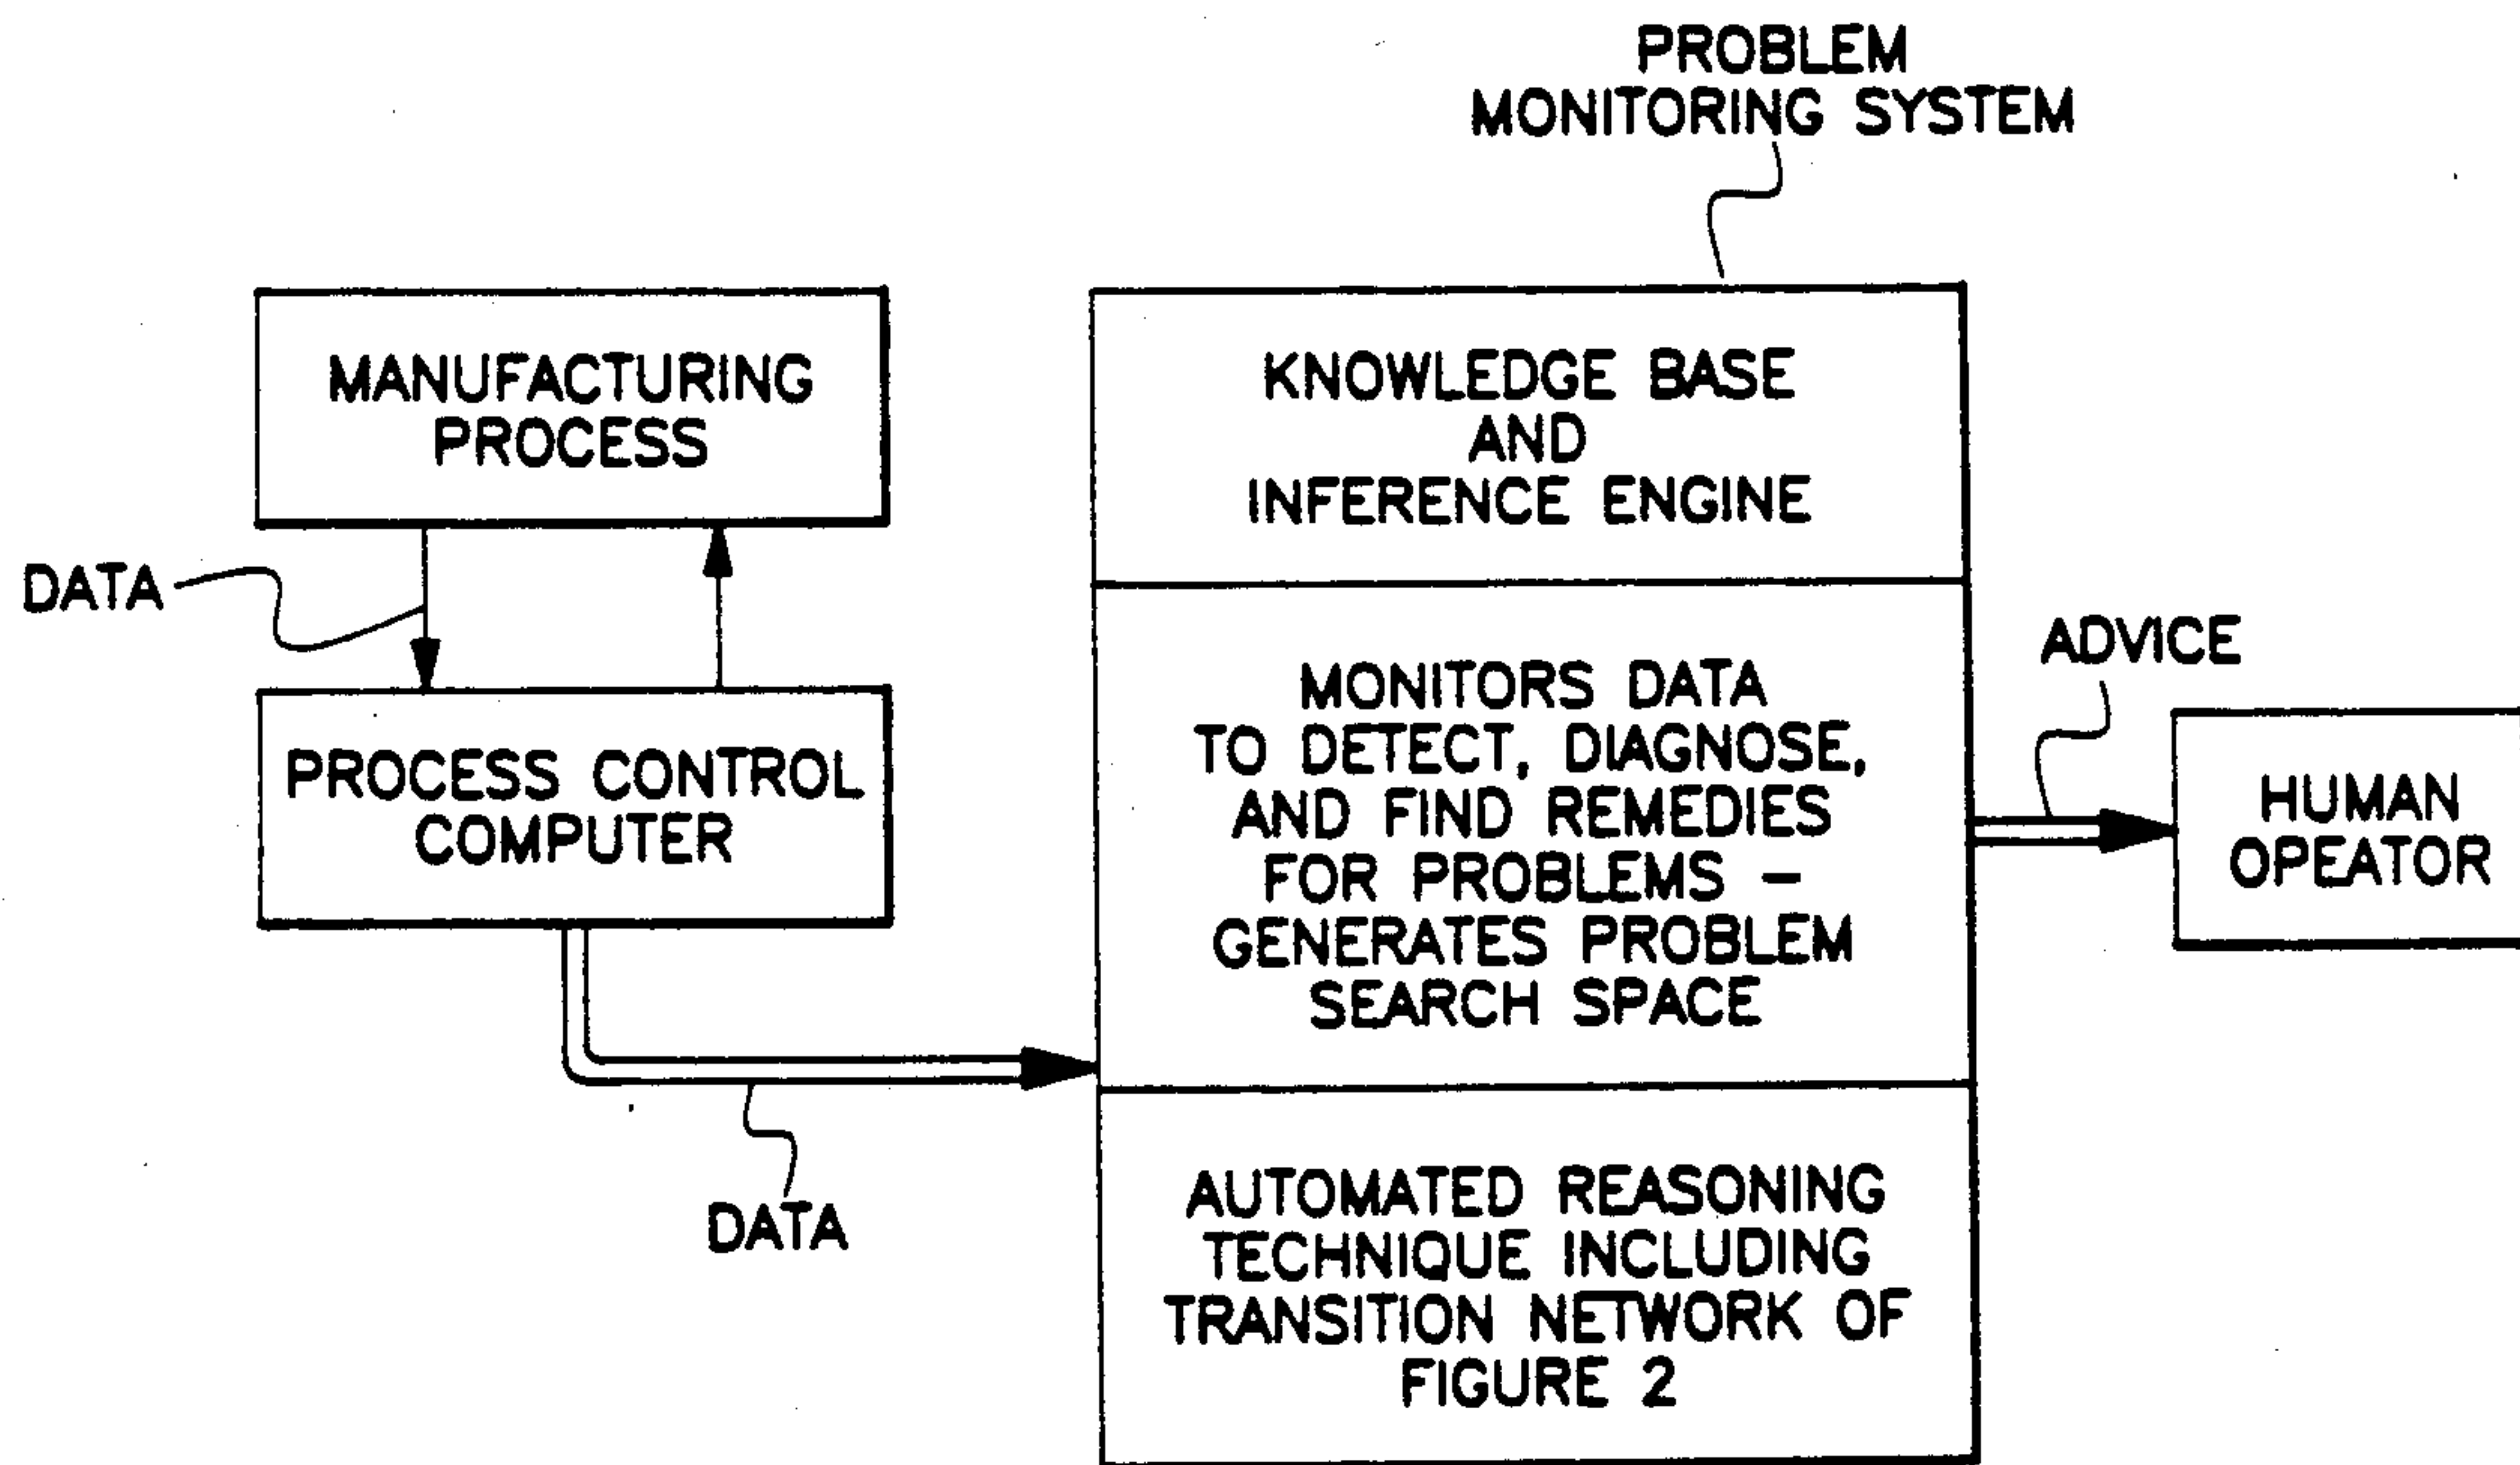 PROBLEM
MONITORING SYSTEM
MANUFACTURING
PROCESS
DATA
PROCESS CONTROL
COMPUTER
DATA
KNOWLEDGE BASE
AND
INFERENCE ENGINE
MONITORS DATA
TO DETECT, DIAGNOSE,
AND FIND REMEDIES
FOR PROBLEMS –
GENERATES PROBLEM
SEARCH SPACE
AUTOMATED REASONING
TECHNIQUE INCLUDING
TRANSITION NETWORK OF
FIGURE 2
ADVICE
HUMAN
OPEATOR